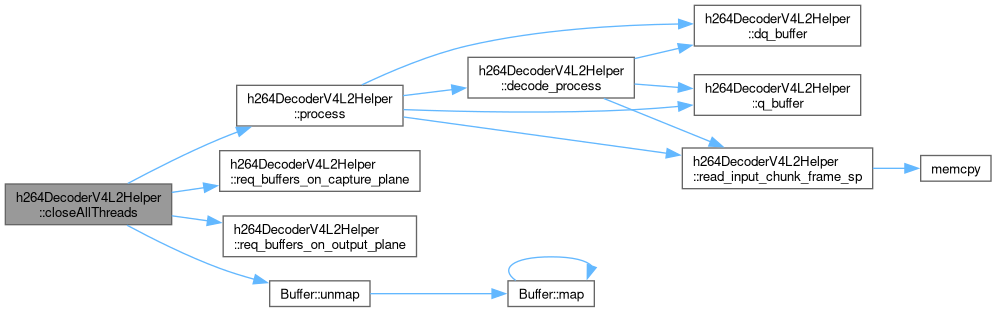 h264DecoderV4L2Helper
::closeAllThreads
h264DecoderV4L2Helper
::process
h264DecoderV4L2Helper
::req_buffers_on_capture_plane
h264DecoderV4L2Helper
::req_buffers_on_output_plane
Buffer::unmap
h264DecoderV4L2Helper
::decode_process
Buffer::map
h264DecoderV4L2Helper
::dq_buffer
h264DecoderV4L2Helper
::q_buffer
h264DecoderV4L2Helper
::read_input_chunk_frame_sp
memcpy